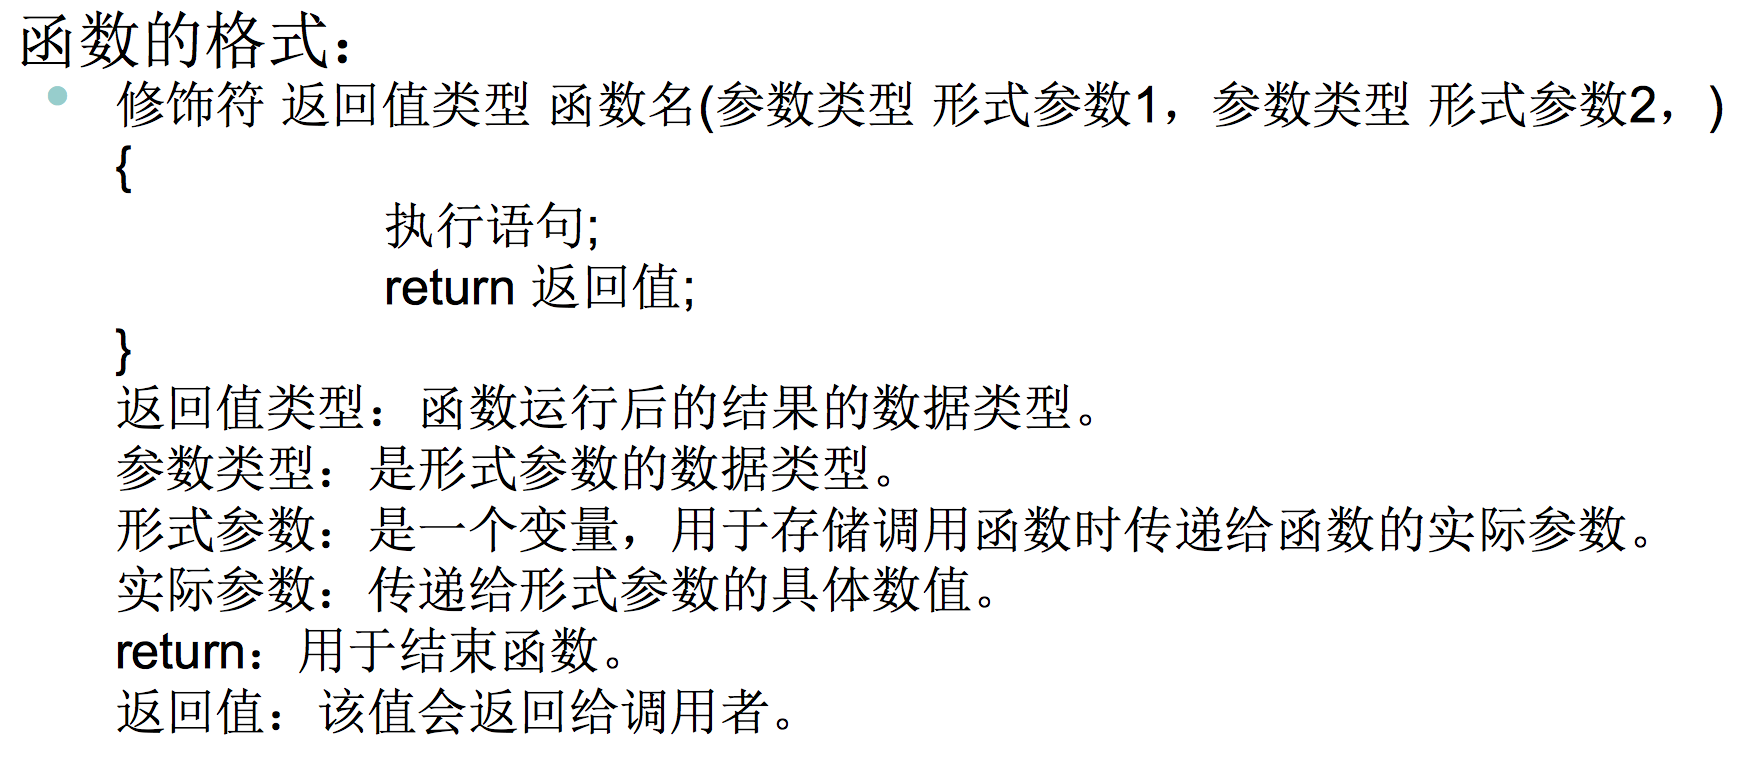 函数的格式：
修饰符 返回值类型 函数名(参数类型 形式参数1，参数类型 形式参数2，)
{
执行语句;
return 返回值;
}
返回值类型：函数运行后的结果的数据类型。
参数类型：是形式参数的数据类型。
形式参数：是一个变量，用于存储调用函数时传递给函数的实际参数。
实际参数：传递给形式参数的具体数值。
return：用于结束函数。
返回值：该值会返回给调用者。